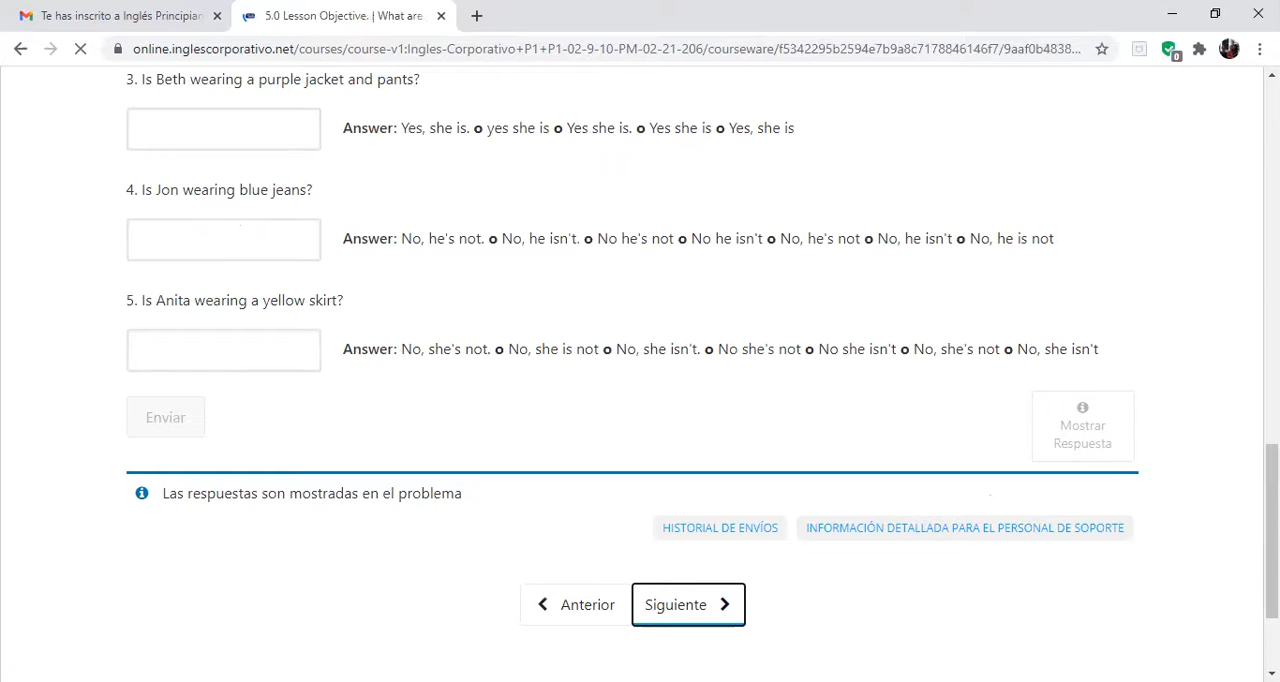 Te has inscrito a Inglés Principian
5.0 Lesson Objective. | What are
online.inglescorporativo.net/courses/course-v1:Ingles-Corporativo+P1+P1-02-9-10-PM-02-21-206/courseware/f5342295b2594e7b9a8c7178846146f7/9aaf0b4838...
0
3. Is Beth wearing a purple jacket and pants?
Answer: Yes, she is. o yes she is o Yes she is. o Yes she is o Yes, she is
4. Is Jon wearing blue jeans?
Answer: No, he's not. o No, he isn't. o No he's not o No he isn't o No, he's not o No, he isn't o No, he is not
5. Is Anita wearing a yellow skirt?
Answer: No, she's not. o No, she is not o No, she isn't. o No she's not o No she isn't o No, she's not o No, she isn't
Enviar
Mostrar
Respuesta
Las respuestas son mostradas en el problema
HISTORIAL DE ENVÍOS
INFORMACIÓN DETALLADA PARA EL PERSONAL DE SOPORTE
Anterior
Siguiente